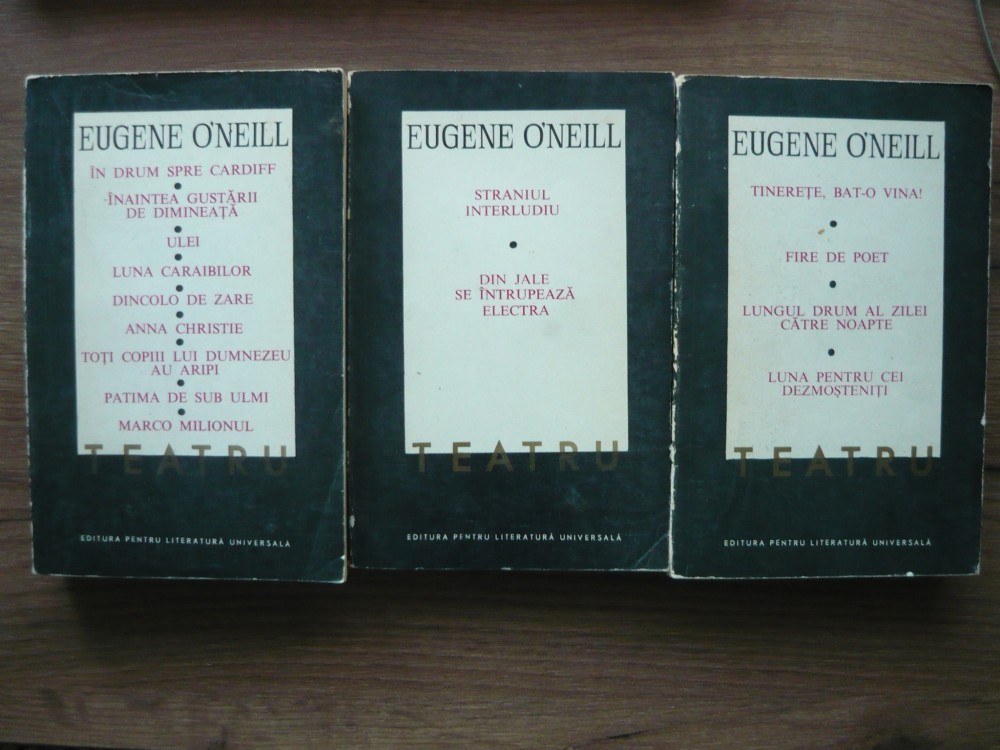 EUGENE O'NEILL
ÎN DRUM SPRE CARDIFF
ÎNAINTEA GUSTĂRII
DE DIMINEAȚĂ
ULEI
LUNA CARAIBILOR
DINCOLO DE ZARE
ANNA CHRISTIE
TOȚI COPIII LUI DUMNEZEU
AU ARIPI
PATIMA DE SUB ULMI
MARCO MILIONUL
TEATRU
EDITURA PENTRU LITERATURĂ UNIVERSALĂ
EUGENE O'NEILL
STRANIUL
INTERLUDIU
DIN JALE
SE ÎNTRUPEAZĂ
ELECTRA
TEATRU
EDITURA PENTRU LITERATURĂ UNIVERSALĂ
EUGENE O'NEILL
TINEREȚE, BAT-O VINA!
FIRE DE POET
LUNGUL DRUM AL ZILEI
CĂTRE NOAPTE
LUNA PENTRU CEI
DEZMOȘTENIȚI
TEATRU
EDITURA PENTRU LITERATURĂ UNIVERSALĂ